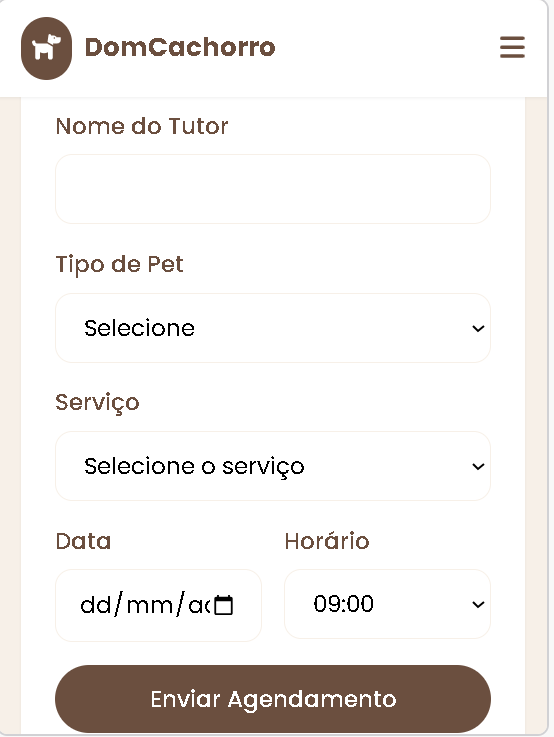 DomCachorro
Nome do Tutor
Tipo de Pet
Selecione
Serviço
Selecione o serviço
Data Horário
dd/mm/aa 09:00
Enviar Agendamento